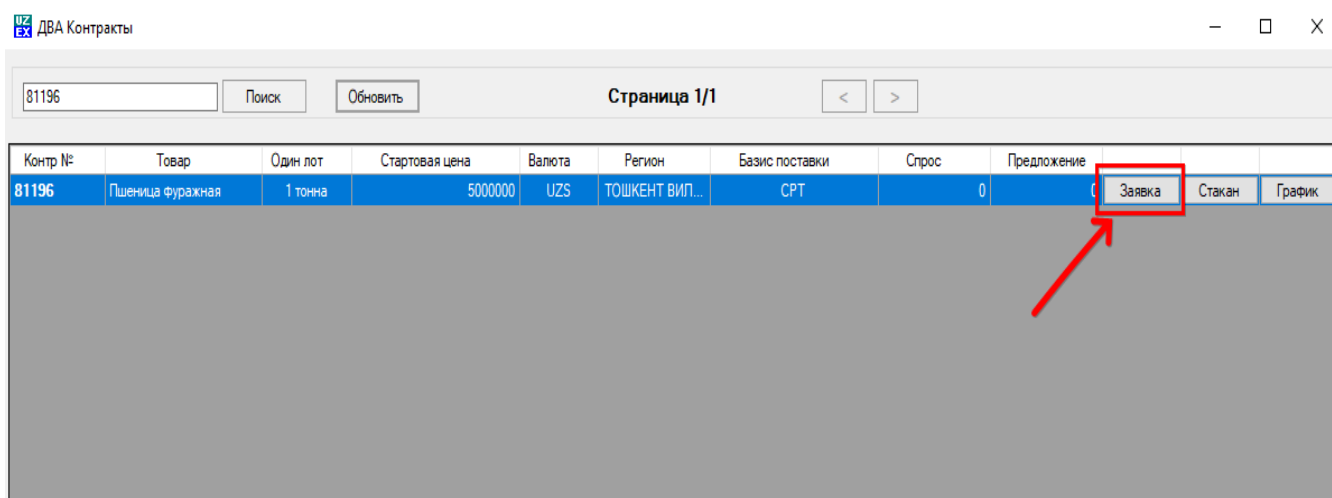 UZ
EX ДВА Контракты
81196 Поиск Обновить Страница 1/1 < >
Контр № Товар Один лот Стартовая цена Валюта Регион Базис поставки Спрос Предложение
81196 Пшеница фуражная 1 тонна 5000000 UZS ТОШКЕНТ ВИЛ... CPT 0 0 Заявка Стакан График